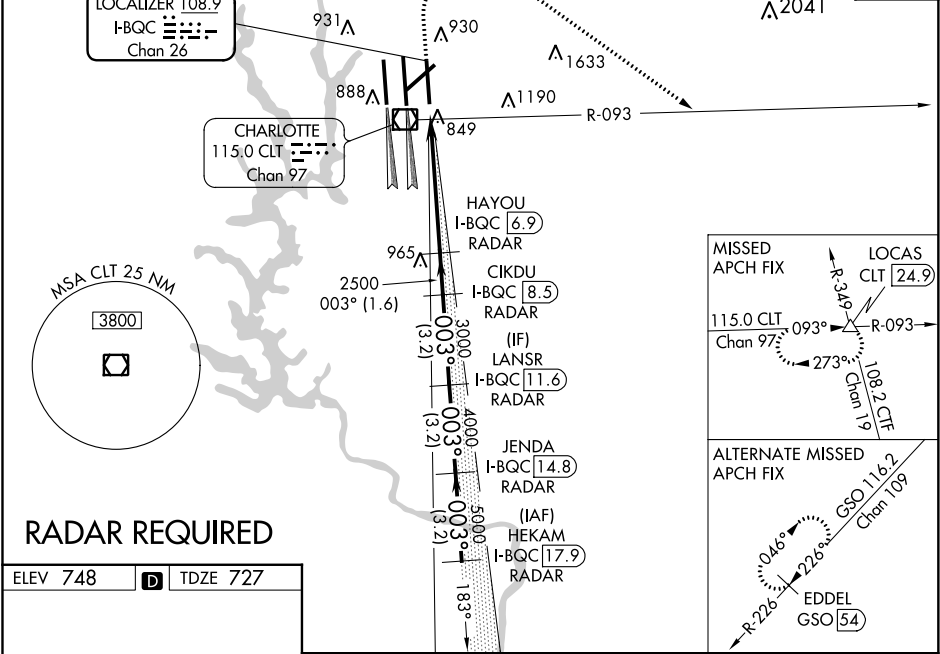 LOCALIZER 108.9
I-BQC
Chan 26
931
930
2041
1633
888
1190
849
R-093
CHARLOTTE
115.0 CLT
Chan 97
HAYOU
I-BQC 6.9
RADAR
965
2500
003° (1.6)
CIKDU
I-BQC 8.5
RADAR
3000
003°
(3.2)
(IF)
LANSR
I-BQC 11.6
RADAR
4000
003°
(3.2)
JENDA
I-BQC 14.8
RADAR
5000
003°
(3.2)
(IAF)
HEKAM
I-BQC 17.9
RADAR
183°
MSA CLT 25 NM
3800
MISSED
APCH FIX
LOCAS
CLT 24.9
R-349
115.0 CLT
Chan 97
093°
R-093
273°
108.2 CTF
Chan 19
ALTERNATE MISSED
APCH FIX
GSO 116.2
Chan 109
046°
226°
R-226
EDDEL
GSO 54
RADAR REQUIRED
ELEV 748 D TDZE 727